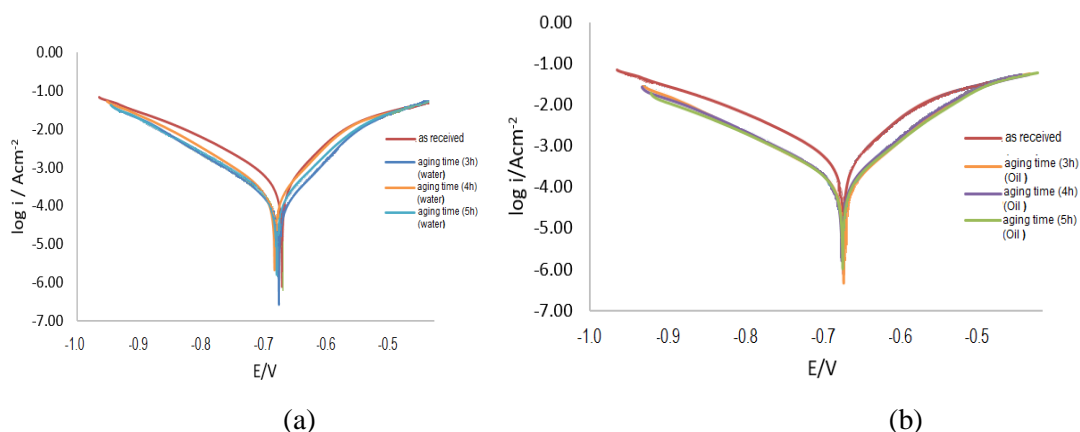 0.00
-1.00
-2.00
-3.00
-4.00
-5.00
-6.00
-7.00
log i/ Acm-2
-1.0 -0.9 -0.8 -0.7 -0.6 -0.5
E/V
as received
aging time (3h)
(water)
aging time (4h)
(water)
aging time (5h)
(water)
(a)
b)
0.00
-1.00
-2.00
-3.00
-4.00
-5.00
-6.00
-7.00
log i/Acm-2
-1.0 -0.9 -0.8 -0.7 -0.6 -0.5
E/V
as received
aging time (3h)
(Oil )
aging time (4h)
(Oil )
aging time (5h)
(Oil )
(b)